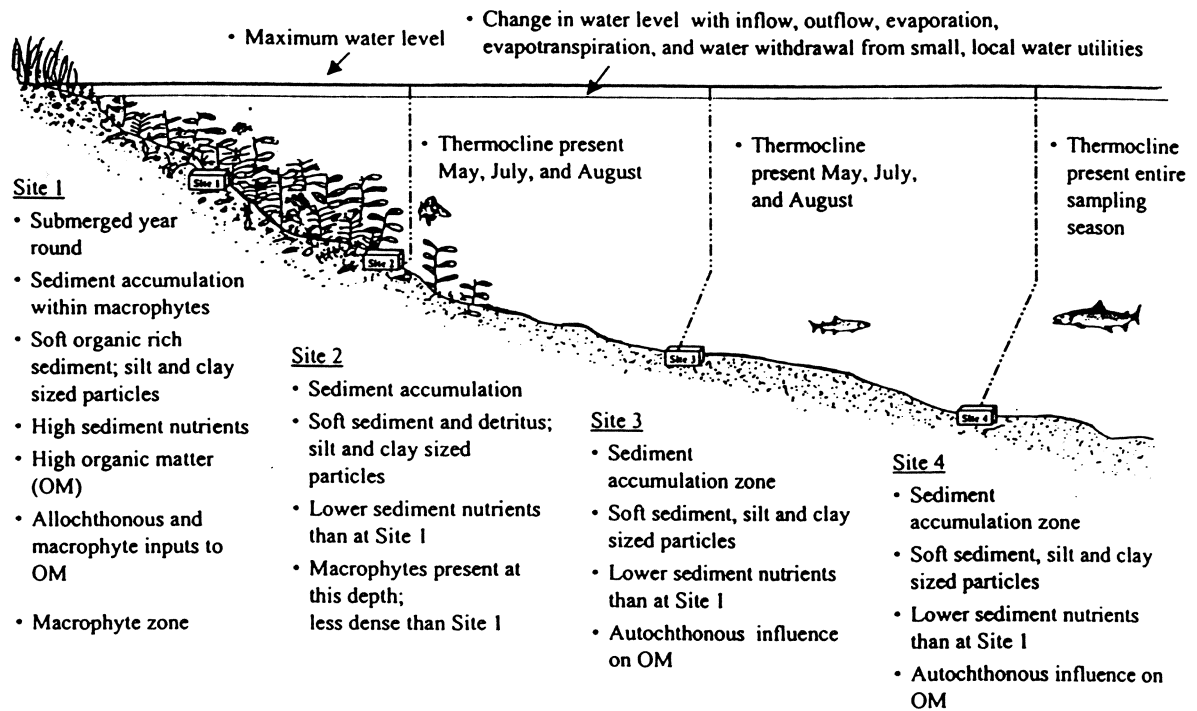 • Maximum water level
• Change in water level with inflow, outflow, evaporation,
evapotranspiration, and water withdrawal from small, local water utilities
• Thermocline present
May, July, and August
• Thermocline
present May, July,
and August
• Thermocline
present entire
sampling
season
Site 1
Site 2
Site 3
Site 4
Site 1
• Submerged year
round
• Sediment accumulation
within macrophytes
• Soft organic rich
sediment; silt and clay
sized particles
• High sediment nutrients
• High organic matter
(OM)
• Allochthonous and
macrophyte inputs to
OM
• Macrophyte zone
Site 2
• Sediment accumulation
• Soft sediment and detritus;
silt and clay sized
particles
• Lower sediment nutrients
than at Site 1
• Macrophytes present at
this depth;
less dense than Site 1
Site 3
• Sediment
accumulation zone
• Soft sediment, silt and clay
sized particles
• Lower sediment nutrients
than at Site 1
• Autochthonous influence
on OM
Site 4
• Sediment
accumulation zone
• Soft sediment, silt and clay
sized particles
• Lower sediment nutrients
than at Site 1
• Autochthonous influence on
OM